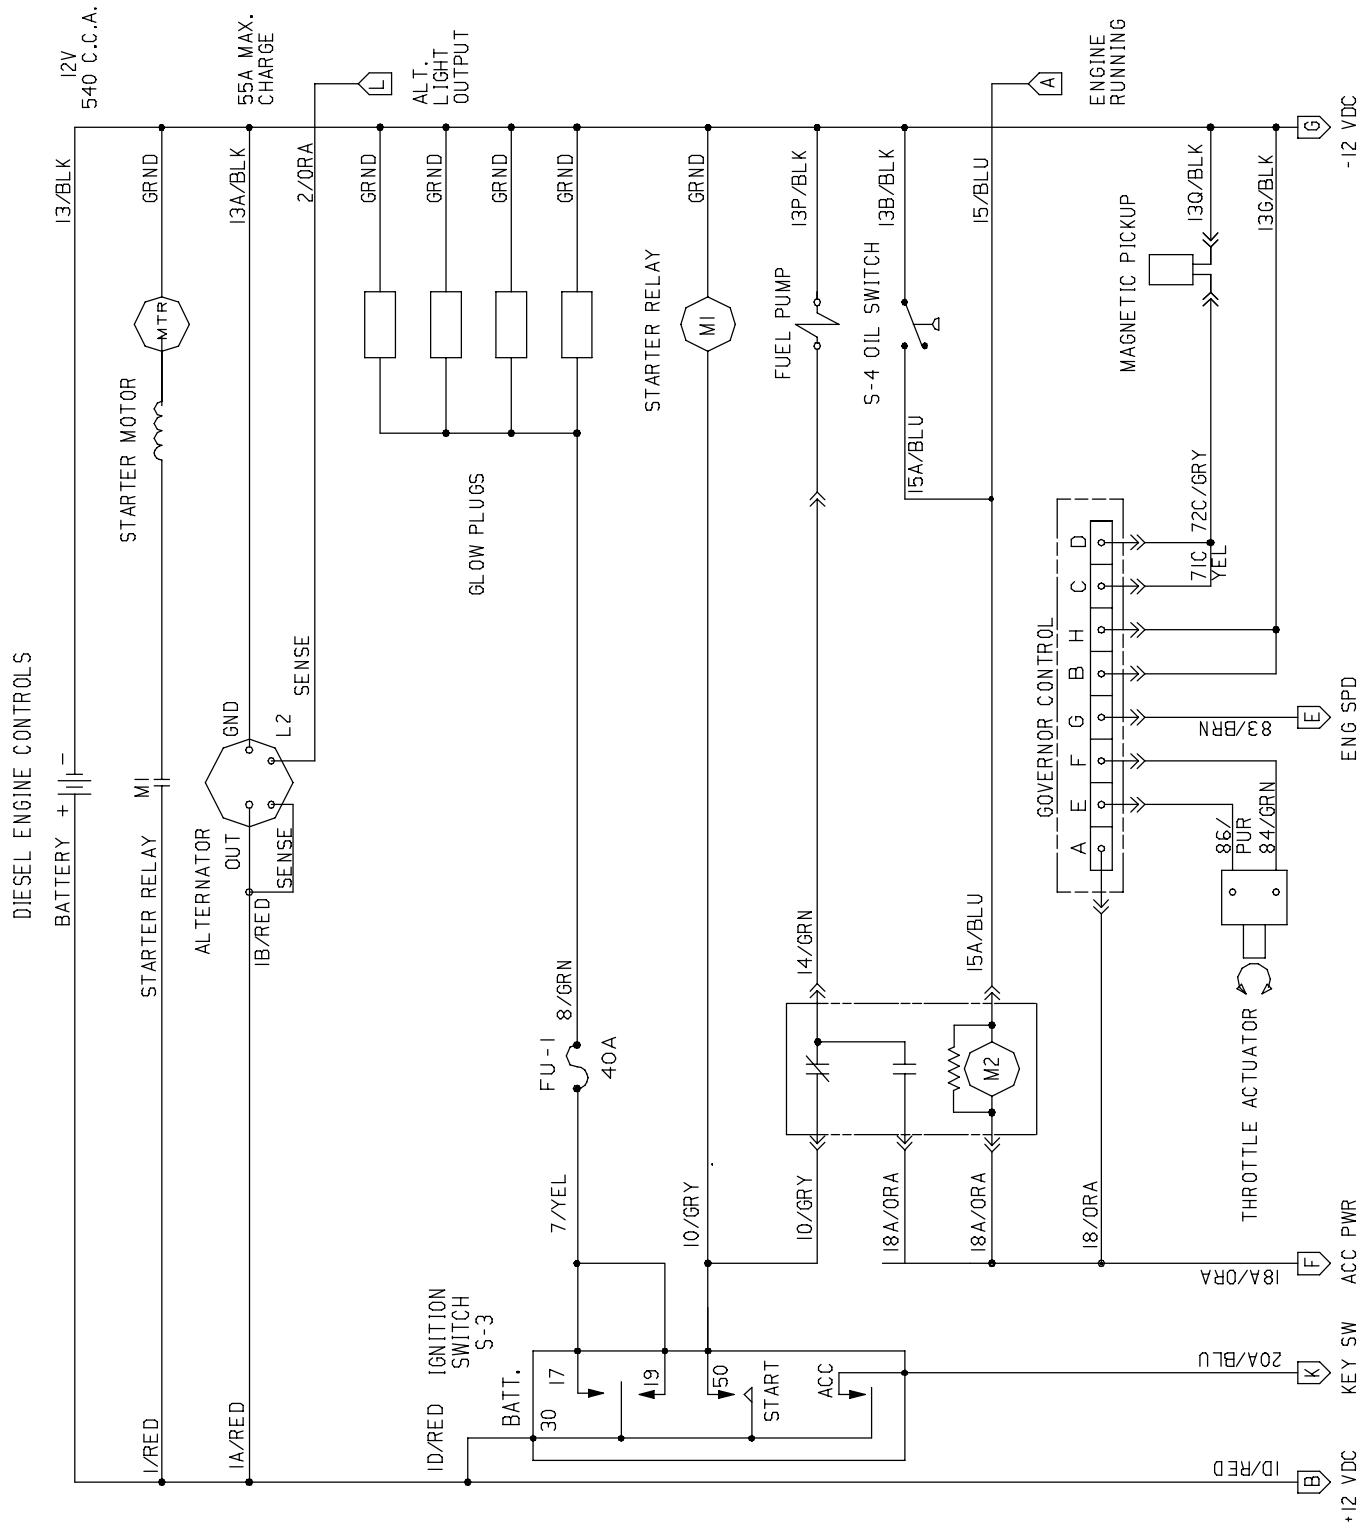 DIESEL ENGINE CONTROLS
BATTERY
+
-
13/BLK
12V
540 C.C.A.
1/RED
STARTER RELAY
M1
STARTER MOTOR
MTR
GRND
1A/RED
1B/RED
ALTERNATOR
OUT
SENSE
GND
L2
SENSE
13A/BLK
55A MAX.
CHARGE
2/ORA
L
ALT.
LIGHT
OUTPUT
GRND
GRND
GRND
GRND
GLOW PLUGS
8/GRN
FU-1
40A
7/YEL
1D/RED
IGNITION
SWITCH
S-3
BATT.
30
17
19
50
START
ACC
10/GRY
STARTER RELAY
M1
GRND
10/GRY
14/GRN
FUEL PUMP
13P/BLK
18A/ORA
S-4 OIL SWITCH
13B/BLK
15A/BLU
18A/ORA
M2
15A/BLU
15/BLU
A
ENGINE
RUNNING
18/ORA
GOVERNOR CONTROL
A
E
F
G
B
H
C
D
71C
YEL
72C/GRY
MAGNETIC PICKUP
13Q/BLK
13G/BLK
86/
PUR
84/GRN
THROTTLE ACTUATOR
83/BRN
1D/RED
B
+12 VDC
20A/BLU
K
KEY SW
18A/ORA
F
ACC PWR
E
ENG SPD
G
-12 VDC